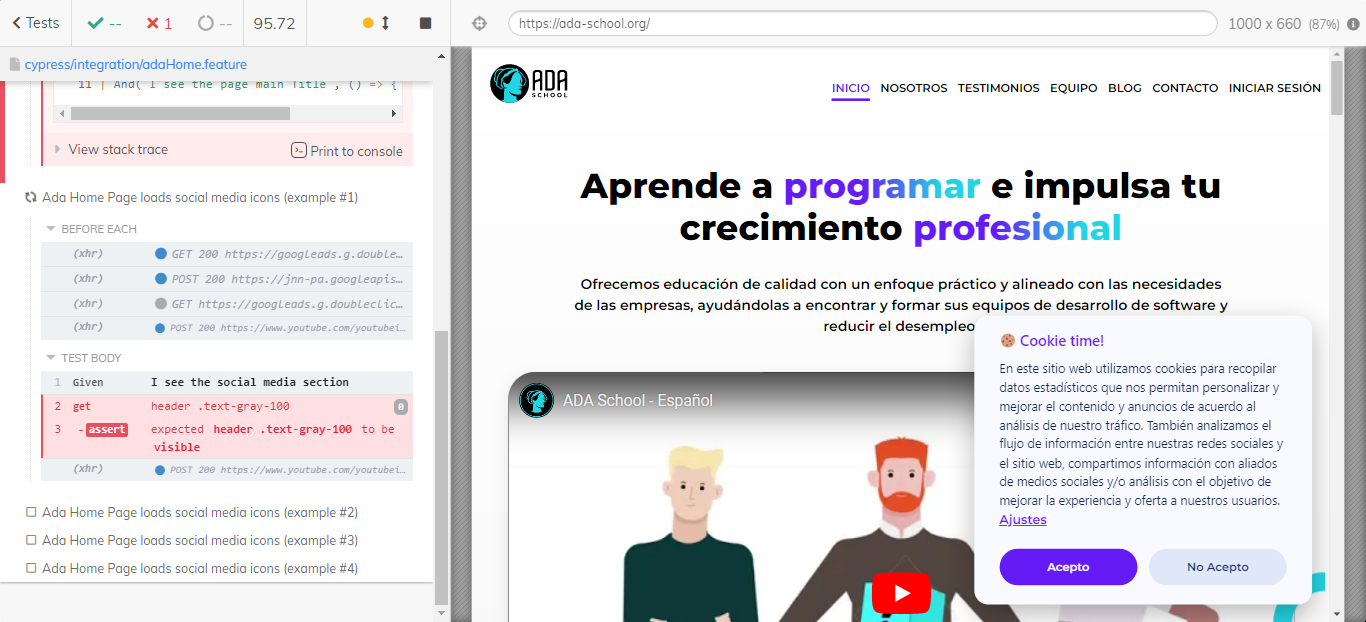 Tests
--
1
--
95.72
https://ada-school.org/
1000 x 660 (87%)
cypress/integration/adaHome.feature
11 | And( I see the page main Title , () => {
View stack trace
Print to console
Ada Home Page loads social media icons (example #1)
BEFORE EACH
(xhr) GET 200 https://googleads.g.double...
(xhr) POST 200 https://jnn-pa.googleapis...
(xhr) GET https://googleads.g.doubleclic...
(xhr) POST 200 https://www.youtube.com/youtubei...
TEST BODY
1 Given I see the social media section
2 get header .text-gray-100 0
3 -assert expected header .text-gray-100 to be
visible
(xhr) POST 200 https://www.youtube.com/youtubei...
Ada Home Page loads social media icons (example #2)
Ada Home Page loads social media icons (example #3)
Ada Home Page loads social media icons (example #4)
ADA
SCHOOL
INICIO NOSOTROS TESTIMONIOS EQUIPO BLOG CONTACTO INICIAR SESIÓN
Aprende a programar e impulsa tu
crecimiento profesional
Ofrecemos educación de calidad con un enfoque práctico y alineado con las necesidades
de las empresas, ayudándolas a encontrar y formar sus equipos de desarrollo de software y
reducir el desempleo
ADA School - Español
🍪 Cookie time!
En este sitio web utilizamos cookies para recopilar
datos estadísticos que nos permitan personalizar y
mejorar el contenido y anuncios de acuerdo al
análisis de nuestro tráfico. También analizamos el
flujo de información entre nuestras redes sociales y
el sitio web, compartimos información con aliados
de medios sociales y/o análisis con el objetivo de
mejorar la experiencia y oferta a nuestros usuarios.
Ajustes
Acepto
No Acepto